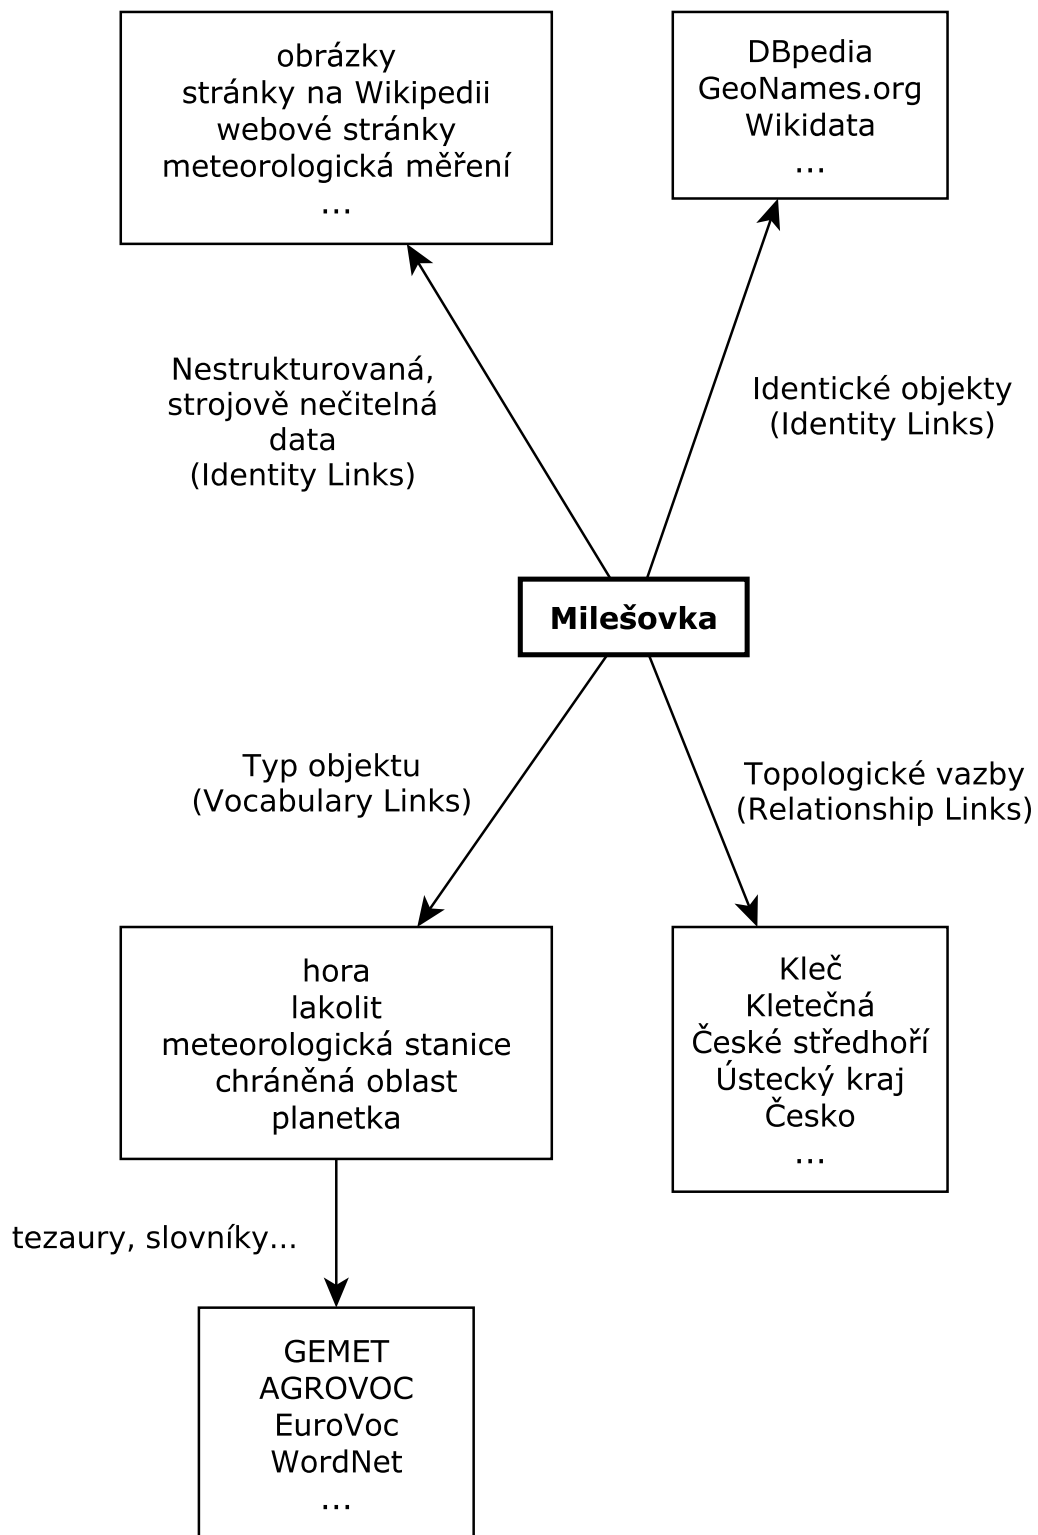 obrázky
stránky na Wikipedii
webové stránky
meteorologická měření
...
DBpedia
GeoNames.org
Wikidata
...
Nestrukturovaná,
strojově nečitelná
data
(Identity Links)
Identické objekty
(Identity Links)
Milešovka
Typ objektu
(Vocabulary Links)
Topologické vazby
(Relationship Links)
hora
lakolit
meteorologická stanice
chráněná oblast
planetka
Kleč
Kletečná
České středhoří
Ústecký kraj
Česko
...
tezaury, slovníky...
GEMET
AGROVOC
EuroVoc
WordNet
...